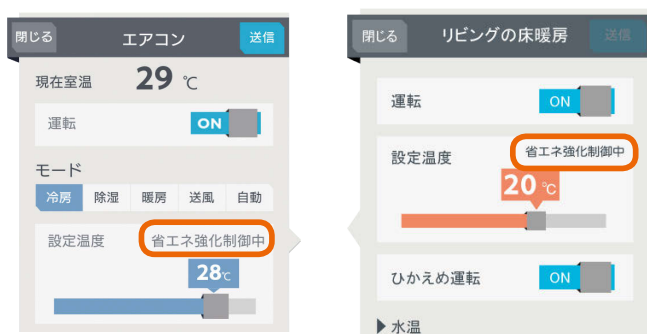 閉じる エアコン 送信
現在室温 29 ℃
運転 ON
モード
冷房 除湿 暖房 送風 自動
設定温度 省エネ強化制御中
28℃
閉じる リビングの床暖房 送信
運転 ON
設定温度 省エネ強化制御中
20 ℃
ひかえめ運転 ON
▶ 水温